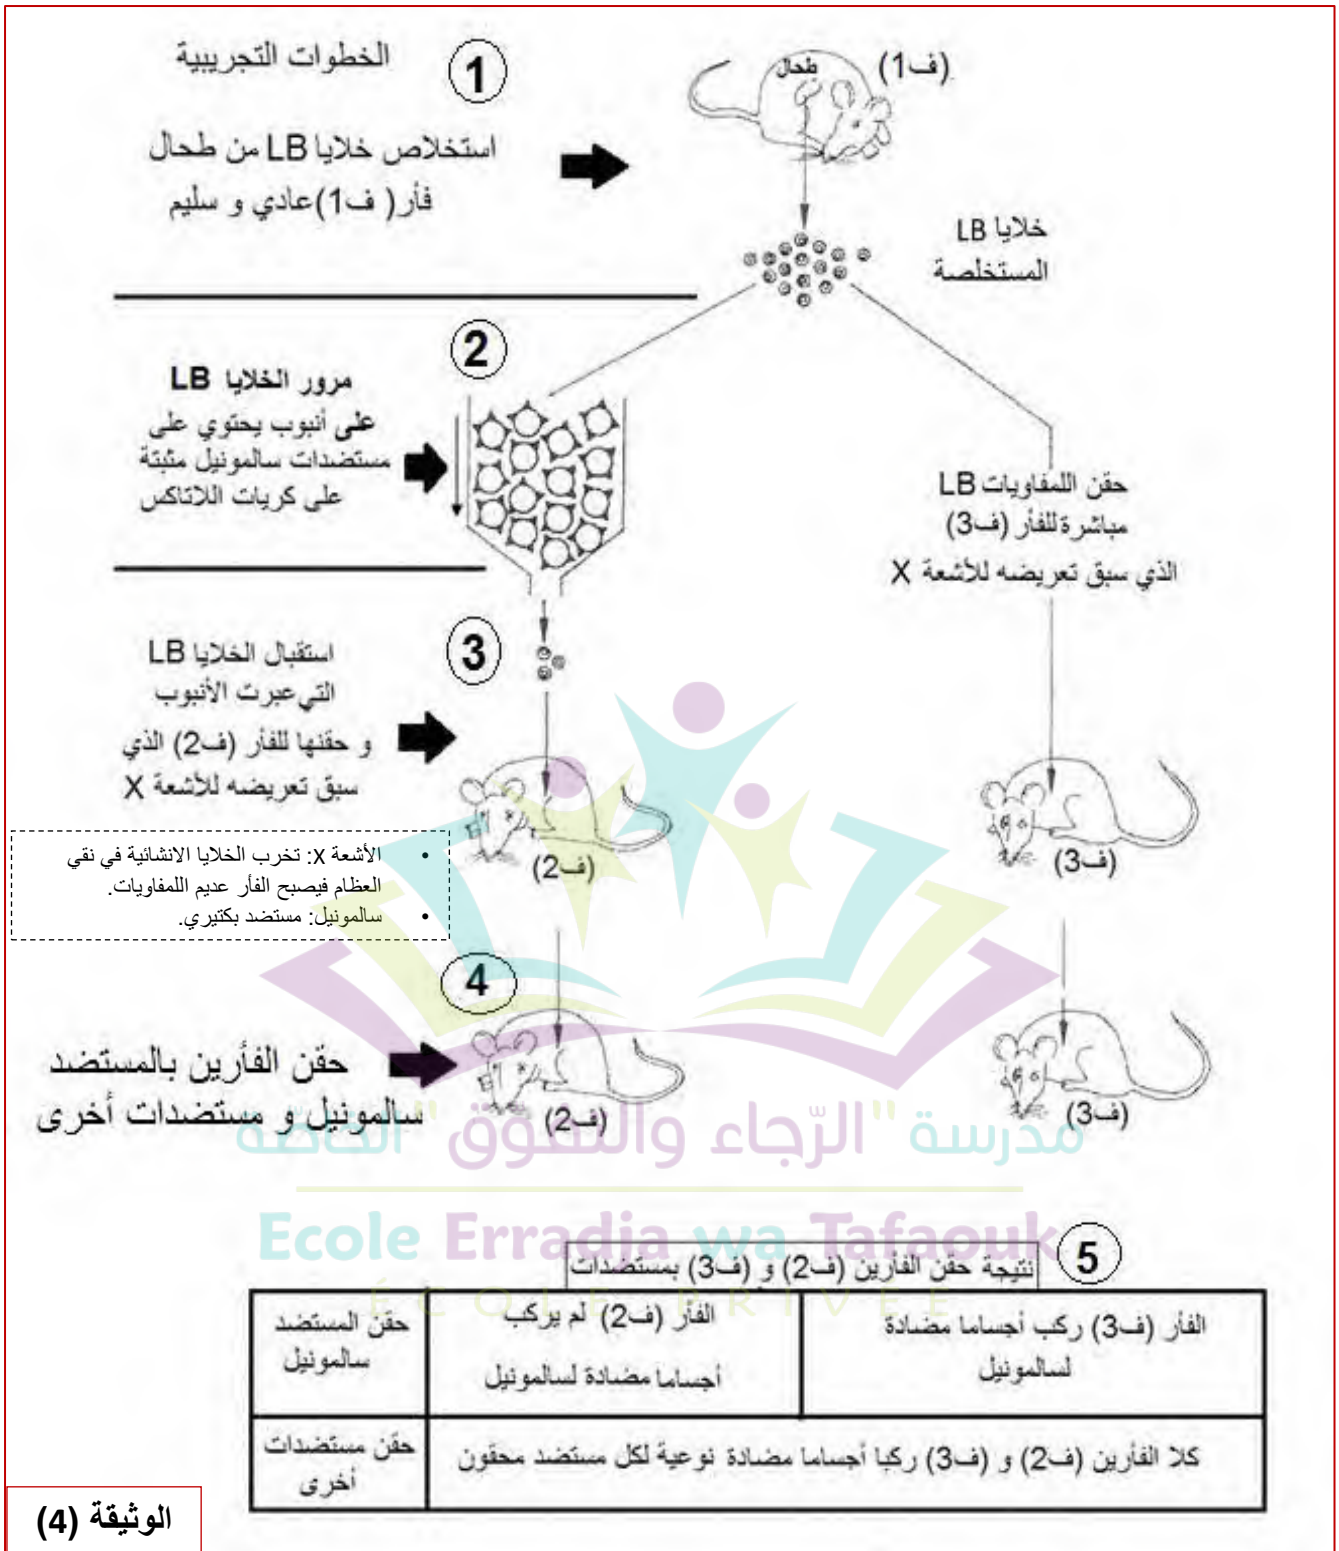 الخطوات التجريبية
1
(ف1)
طحال
استخلاص خلايا LB من طحال
فأر( ف1)عادي و سليم
خلايا LB
المستخلصة
2
مرور الخلايا LB
على أنبوب يحتوي على
مستضدات سالمونيل مثبتة
على كريات اللاتاكس
حقن اللمفاويات LB
مباشرة للفأر (ف3)
الذي سبق تعريضه للأشعة X
3
استقبال الخلايا LB
التي عبرت الأنبوب
و حقنها للفأر (ف2) الذي
سبق تعريضه للأشعة X
(ف2)
(ف3)
• الأشعة x: تخرب الخلايا الانشائية في نقي
العظام فيصبح الفأر عديم اللمفاويات.
• سالمونيل: مستضد بكتيري.
4
حقن الفأرين بالمستضد
سالمونيل و مستضدات أخرى
(ف2)
(ف3)
مدرسة "الرّجاء والتفوّق" الخاصّة
Ecole Erradja wa Tafaouk
ÉCOLE PRIVÉE
5
نتيجة حقن الفأرين (ف2) و (ف3) بمستضدات
حقن المستضد
سالمونيل
الفأر (ف2) لم يركب
أجساما مضادة لسالمونيل
الفأر (ف3) ركب أجساما مضادة
لسالمونيل
حقن مستضدات
أخرى
كلا الفأرين (ف2) و (ف3) ركبا أجساما مضادة نوعية لكل مستضد محقون
الوثيقة (4)